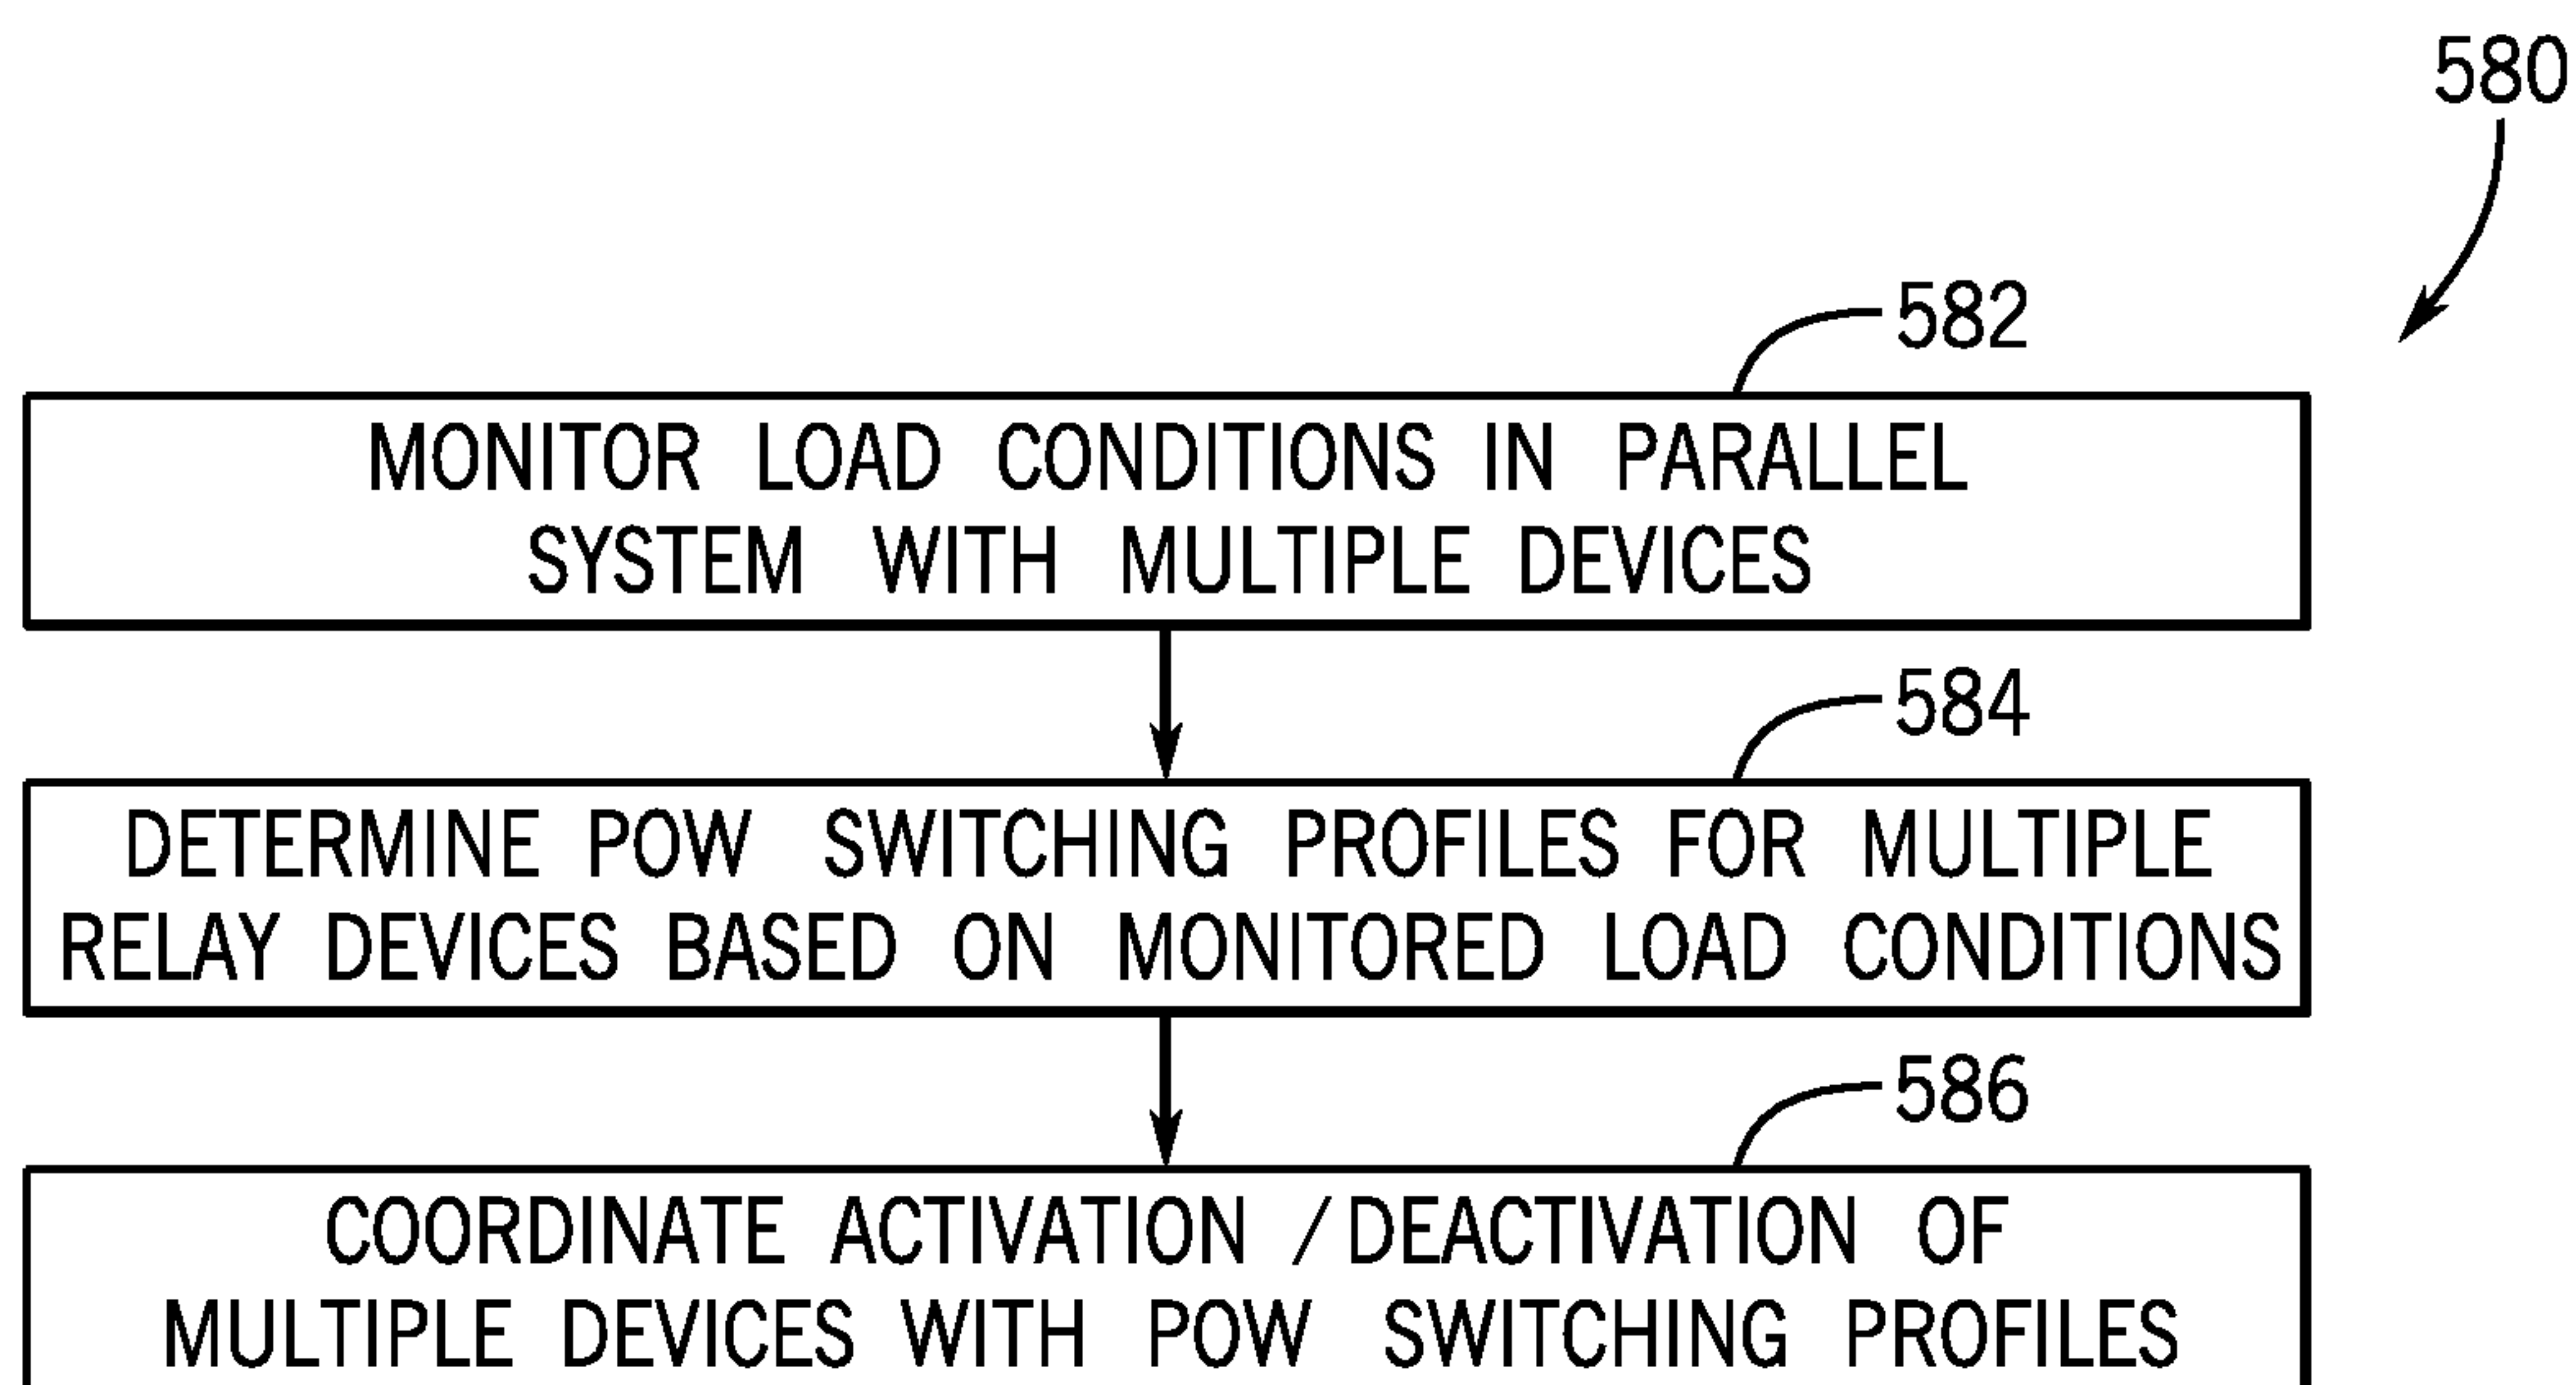 580
582
MONITOR LOAD CONDITIONS IN PARALLEL
SYSTEM WITH MULTIPLE DEVICES
584
DETERMINE POW SWITCHING PROFILES FOR MULTIPLE
RELAY DEVICES BASED ON MONITORED LOAD CONDITIONS
586
COORDINATE ACTIVATION / DEACTIVATION OF
MULTIPLE DEVICES WITH POW SWITCHING PROFILES